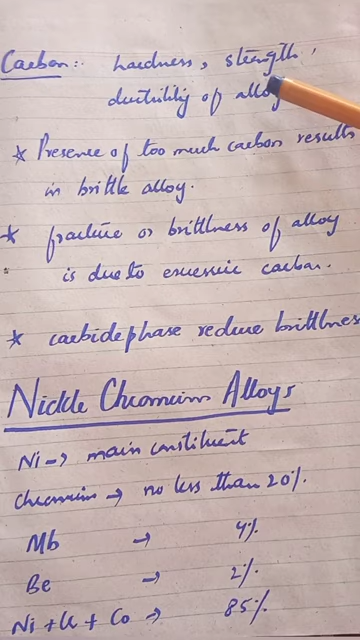 Carbon :- hardness, strength,
ductility of alloy
* Presence of too much carbon results
in brittle alloy.
* fracture or brittlness of alloy
is due to excessive carbon.
* carbide phase reduce brittlness
Nickle Chromium Alloys
Ni → main constituent
Chromium → no less than 20%.
Mb → 4%.
Be → 2%.
Ni + Cr + Co → 85%